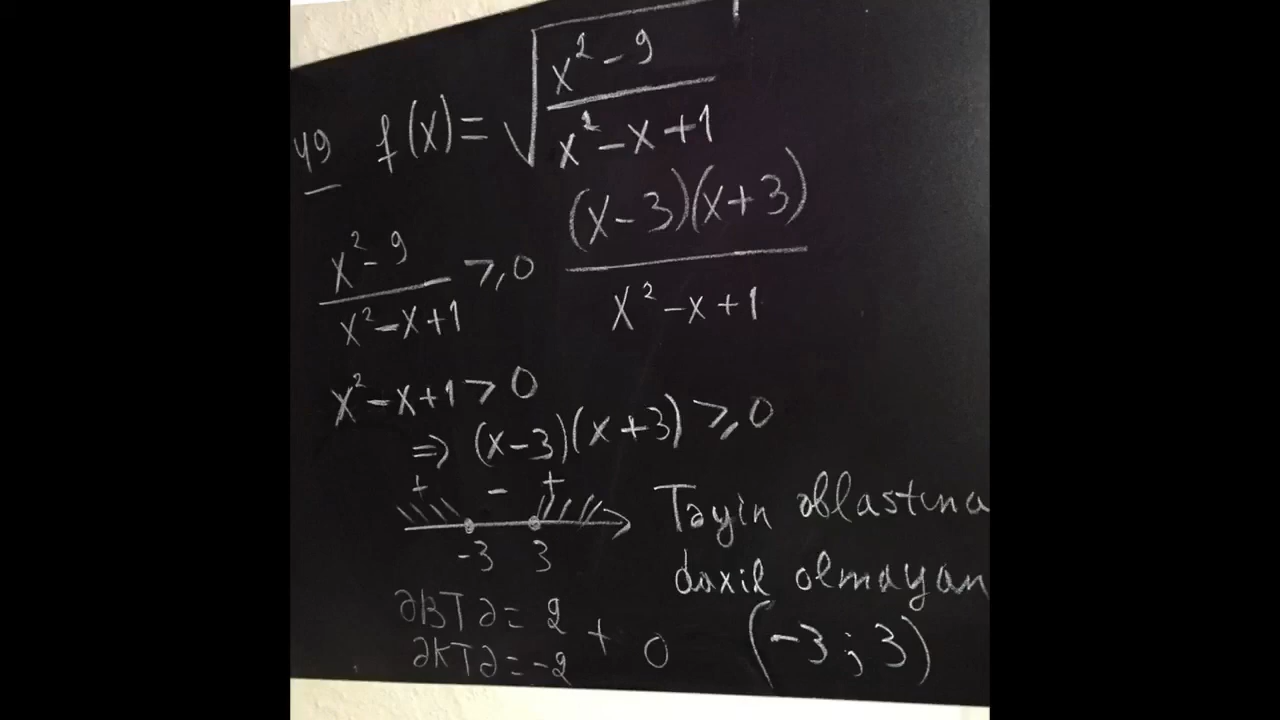 49 f(x) = √((x² - 9)/(x² - x + 1))
(x² - 9)/(x² - x + 1) ≥ 0 ((x - 3)(x + 3))/(x² - x + 1)
x² - x + 1 > 0
⇒ (x - 3)(x + 3) ≥ 0
+ - +
-3 3
Təyin oblastına
daxil olmayan
(-3; 3)
ƏBTƏ = 2
ƏKTƏ = -2
+ 0